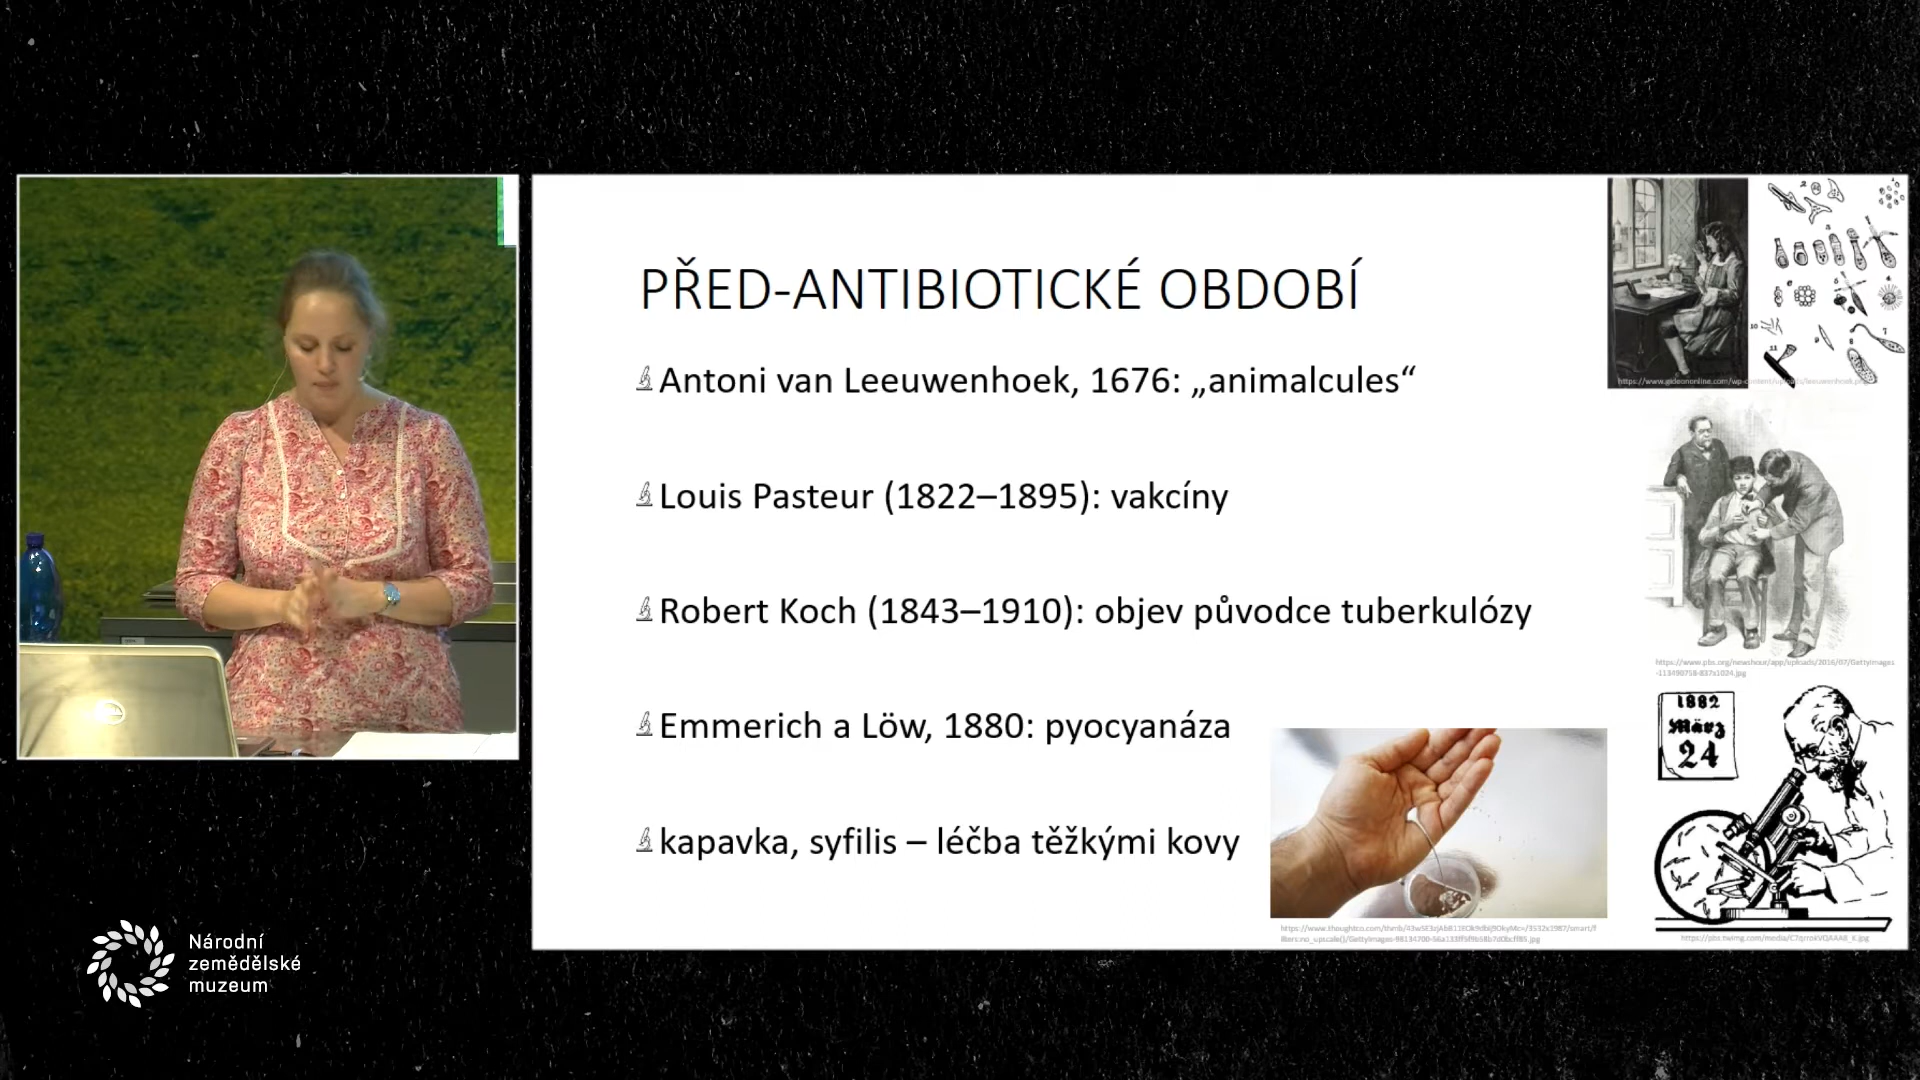 PŘED-ANTIBIOTICKÉ OBDOBÍ
Antoni van Leeuwenhoek, 1676: „animalcules“
Louis Pasteur (1822–1895): vakcíny
Robert Koch (1843–1910): objev původce tuberkulózy
Emmerich a Löw, 1880: pyocyanáza
kapavka, syfilis – léčba těžkými kovy
1882
März
24
Národní
zemědělské
muzeum